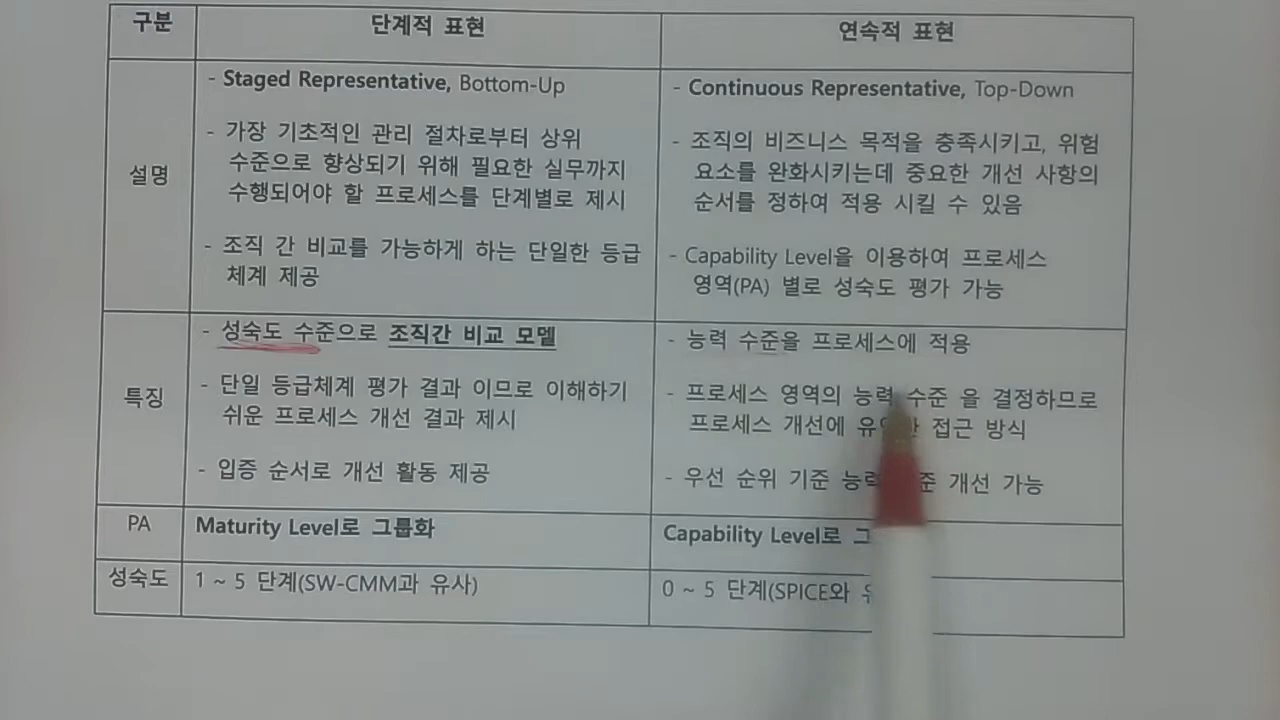 구분
단계적 표현
연속적 표현
설명
- Staged Representative, Bottom-Up
- 가장 기초적인 관리 절차로부터 상위
수준으로 향상되기 위해 필요한 실무까지
수행되어야 할 프로세스를 단계별로 제시
- 조직 간 비교를 가능하게 하는 단일한 등급
체계 제공
- Continuous Representative, Top-Down
- 조직의 비즈니스 목적을 충족시키고, 위험
요소를 완화시키는데 중요한 개선 사항의
순서를 정하여 적용 시킬 수 있음
- Capability Level을 이용하여 프로세스
영역(PA) 별로 성숙도 평가 가능
특징
- 성숙도 수준으로 조직간 비교 모델
- 단일 등급체계 평가 결과 이므로 이해하기
쉬운 프로세스 개선 결과 제시
- 입증 순서로 개선 활동 제공
- 능력 수준을 프로세스에 적용
- 프로세스 영역의 능력 수준 을 결정하므로
프로세스 개선에 접근 방식
- 우선 순위 기준 개선 가능
PA
Maturity Level로 그룹화
Capability Level로
성숙도
1 ~ 5 단계(SW-CMM과 유사)
0 ~ 5 단계(SPICE와